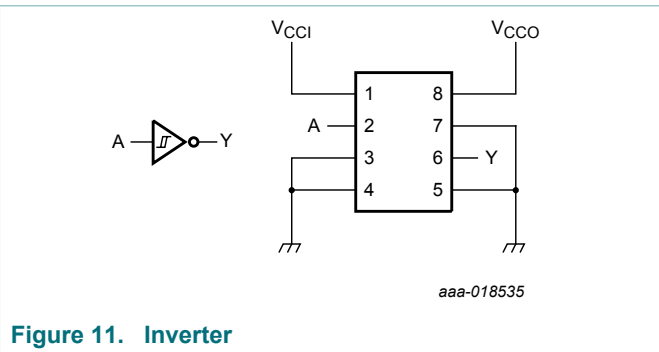 VCCI VCCO
1 8
A 2 7
A Y 3 6 Y
4 5
aaa-018535
Figure 11. Inverter